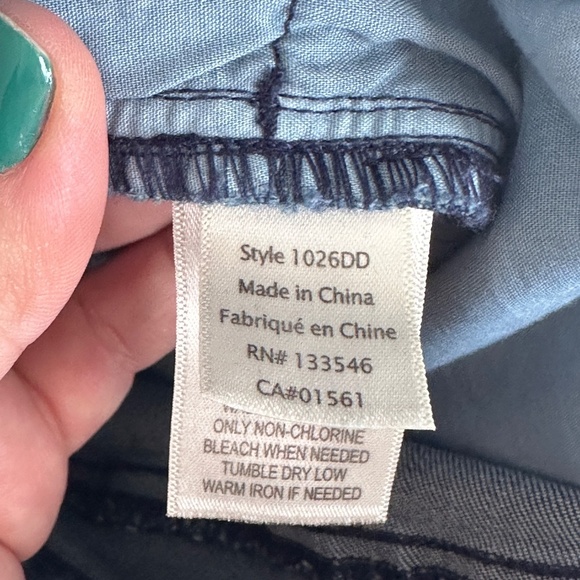 Style 1026DD
Made in China
Fabriqué en Chine
RN# 133546
CA#01561
ONLY NON-CHLORINE
BLEACH WHEN NEEDED
TUMBLE DRY LOW
WARM IRON IF NEEDED